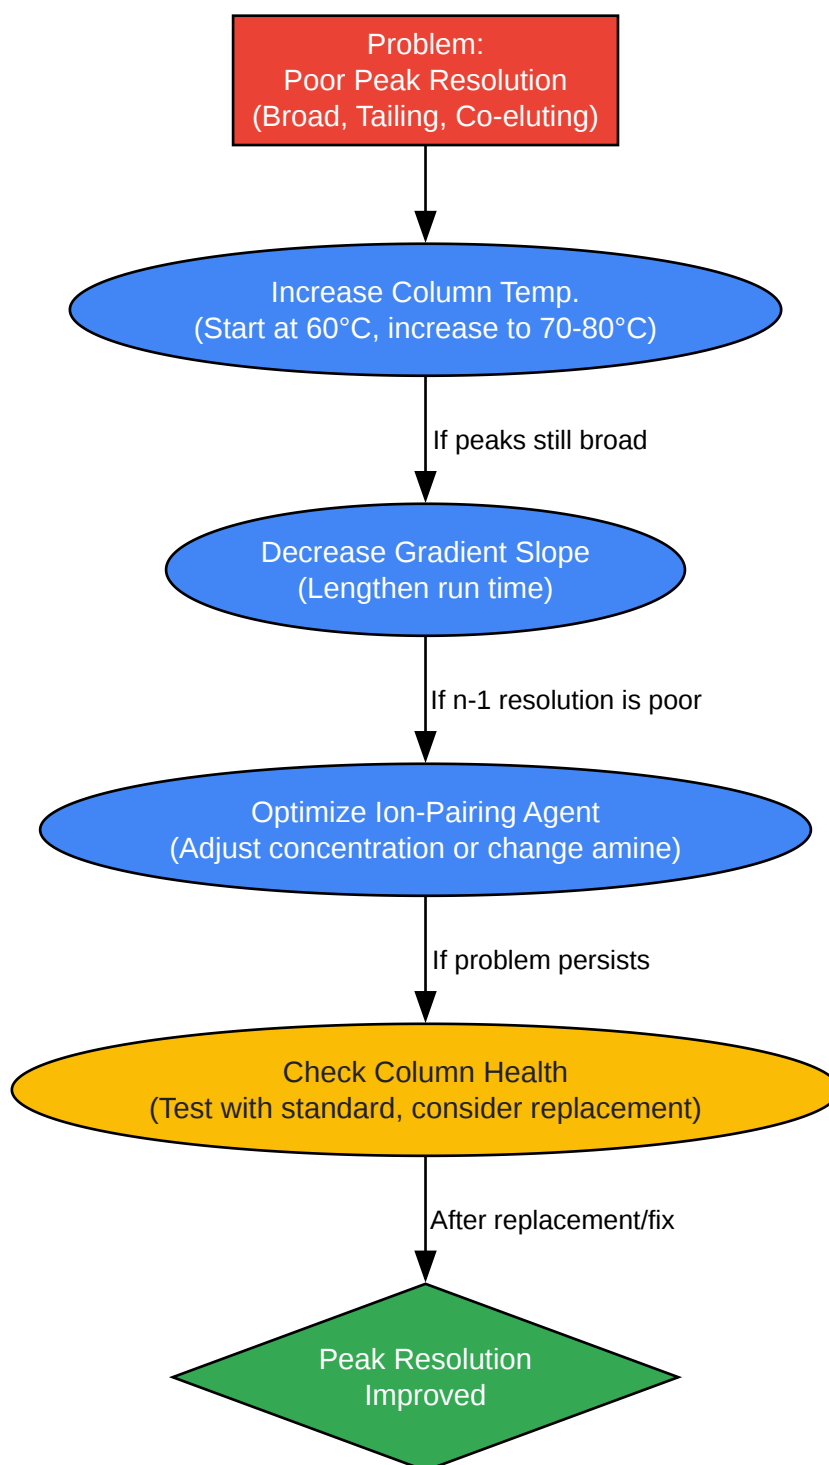 Problem:
Poor Peak Resolution
(Broad, Tailing, Co-eluting)
Increase Column Temp.
(Start at 60°C, increase to 70-80°C)
If peaks still broad
Decrease Gradient Slope
(Lengthen run time)
If n-1 resolution is poor
Optimize Ion-Pairing Agent
(Adjust concentration or change amine)
If problem persists
Check Column Health
(Test with standard, consider replacement)
After replacement/fix
Peak Resolution
Improved